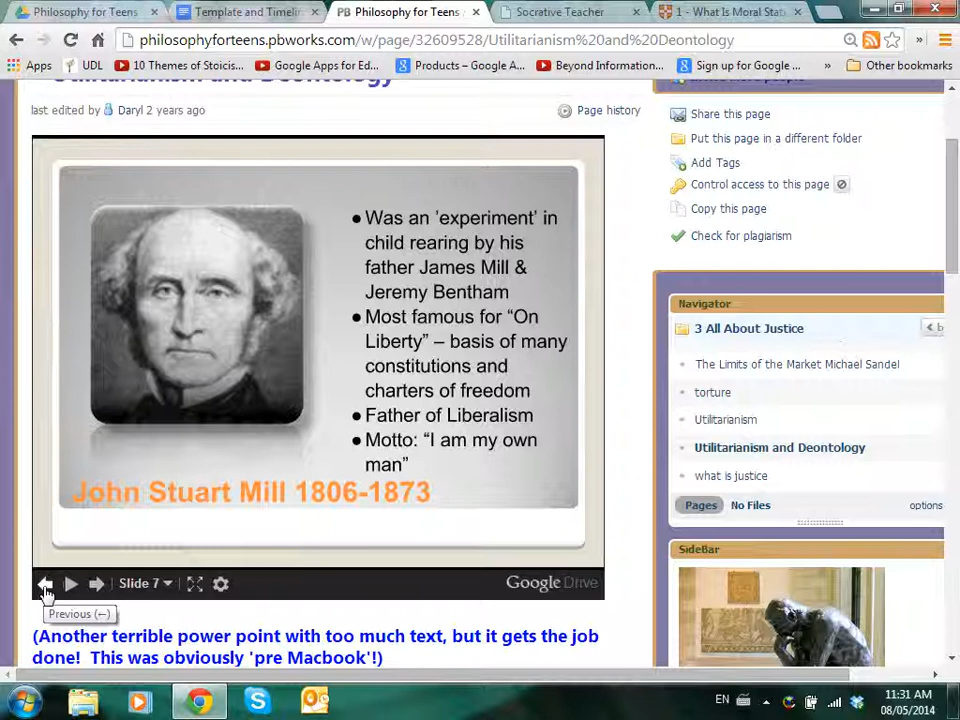 Philosophy for Teens
Template and Timelin
PB Philosophy for Teens
Socrative Teacher
1 - What Is Moral Stat
philosophyforteens.pbworks.com/w/page/32609528/Utilitarianism%20and%20Deontology
Apps
UDL
10 Themes of Stoicis...
Google Apps for Ed...
Products – Google A...
Beyond Information...
Sign up for Google ...
»
Other bookmarks
Utilitarianism and Deontology
last edited by Daryl 2 years ago
Page history
• Was an 'experiment' in
child rearing by his
father James Mill &
Jeremy Bentham
• Most famous for “On
Liberty” – basis of many
constitutions and
charters of freedom
• Father of Liberalism
• Motto: “I am my own
man”
John Stuart Mill 1806-1873
Slide 7
Google Drive
Previous (←)
(Another terrible power point with too much text, but it gets the job
done! This was obviously 'pre Macbook'!)
Share this page
Put this page in a different folder
Add Tags
Control access to this page
Copy this page
Check for plagiarism
Navigator
3 All About Justice
b
The Limits of the Market Michael Sandel
torture
Utilitarianism
Utilitarianism and Deontology
what is justice
Pages
No Files
options
SideBar
EN
11:31 AM
08/05/2014